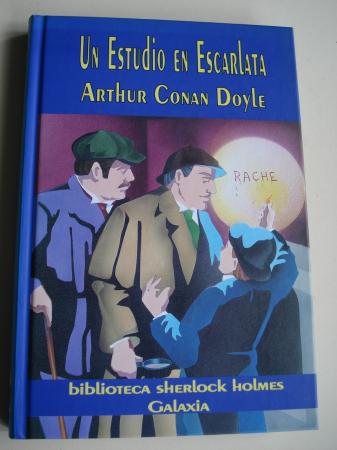 Un Estudio en Escarlata
Arthur Conan Doyle
RACHE
biblioteca sherlock holmes
Galaxia